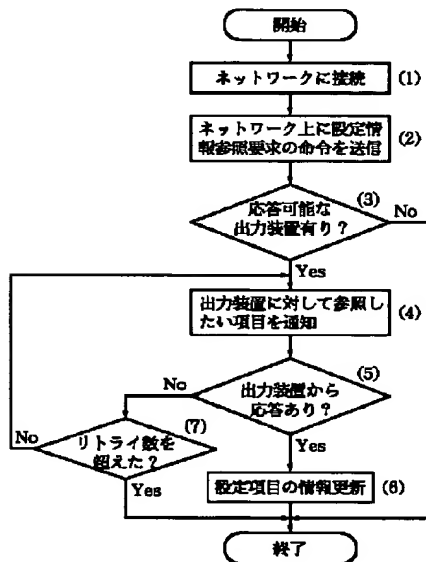 開始
ネットワークに接続
(1)
ネットワーク上に設定情
報参照要求の命令を送信
(2)
(3)
応答可能な
出力装置有り？
No
Yes
出力装置に対して参照し
たい項目を通知
(4)
(5)
出力装置から
応答あり？
No
Yes
(7)
リトライ数を
超えた？
No
Yes
設定項目の情報更新
(6)
終了